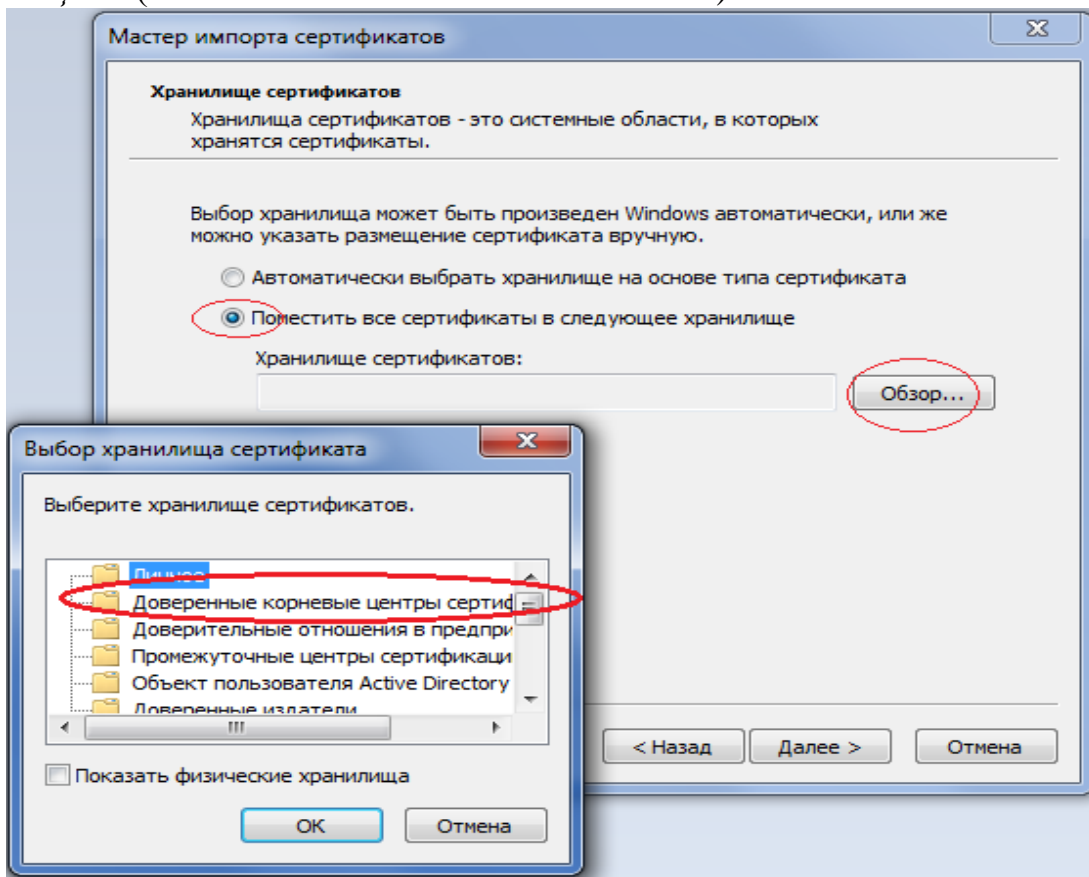 Мастер импорта сертификатов
Хранилище сертификатов
Хранилища сертификатов - это системные области, в которых
хранятся сертификаты.
Выбор хранилища может быть произведен Windows автоматически, или же
можно указать размещение сертификата вручную.
Автоматически выбрать хранилище на основе типа сертификата
Поместить все сертификаты в следующее хранилище
Хранилище сертификатов:
Обзор...
Выбор хранилища сертификата
Выберите хранилище сертификатов.
Личное
Доверенные корневые центры сертиф
Доверительные отношения в предпри
Промежуточные центры сертификаци
Объект пользователя Active Directory
Доверенные издатели
Показать физические хранилища
ОК
Отмена
< Назад
Далее >
Отмена